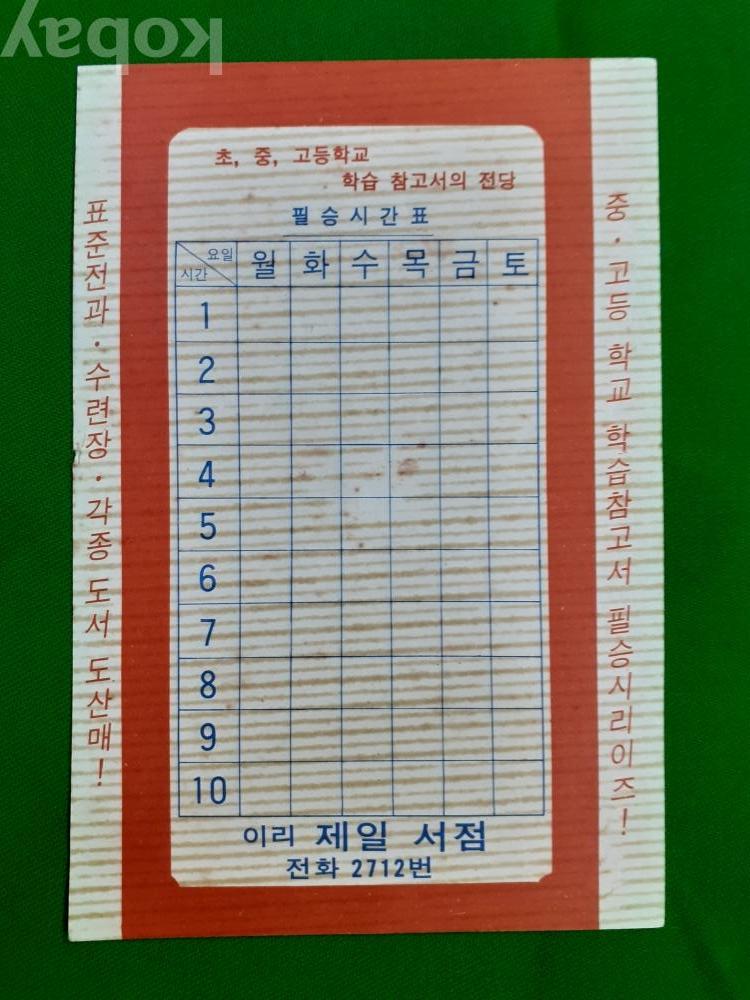 kobay
초, 중, 고등학교
학습 참고서의 전당
필승시간표
요일
시간
월 화 수 목 금 토
1
2
3
4
5
6
7
8
9
10
이리 제일 서점
전화 2712번
표준전과·수련장·각종 도서 도산매!
중·고등 학교 학습참고서 필승시리이즈!